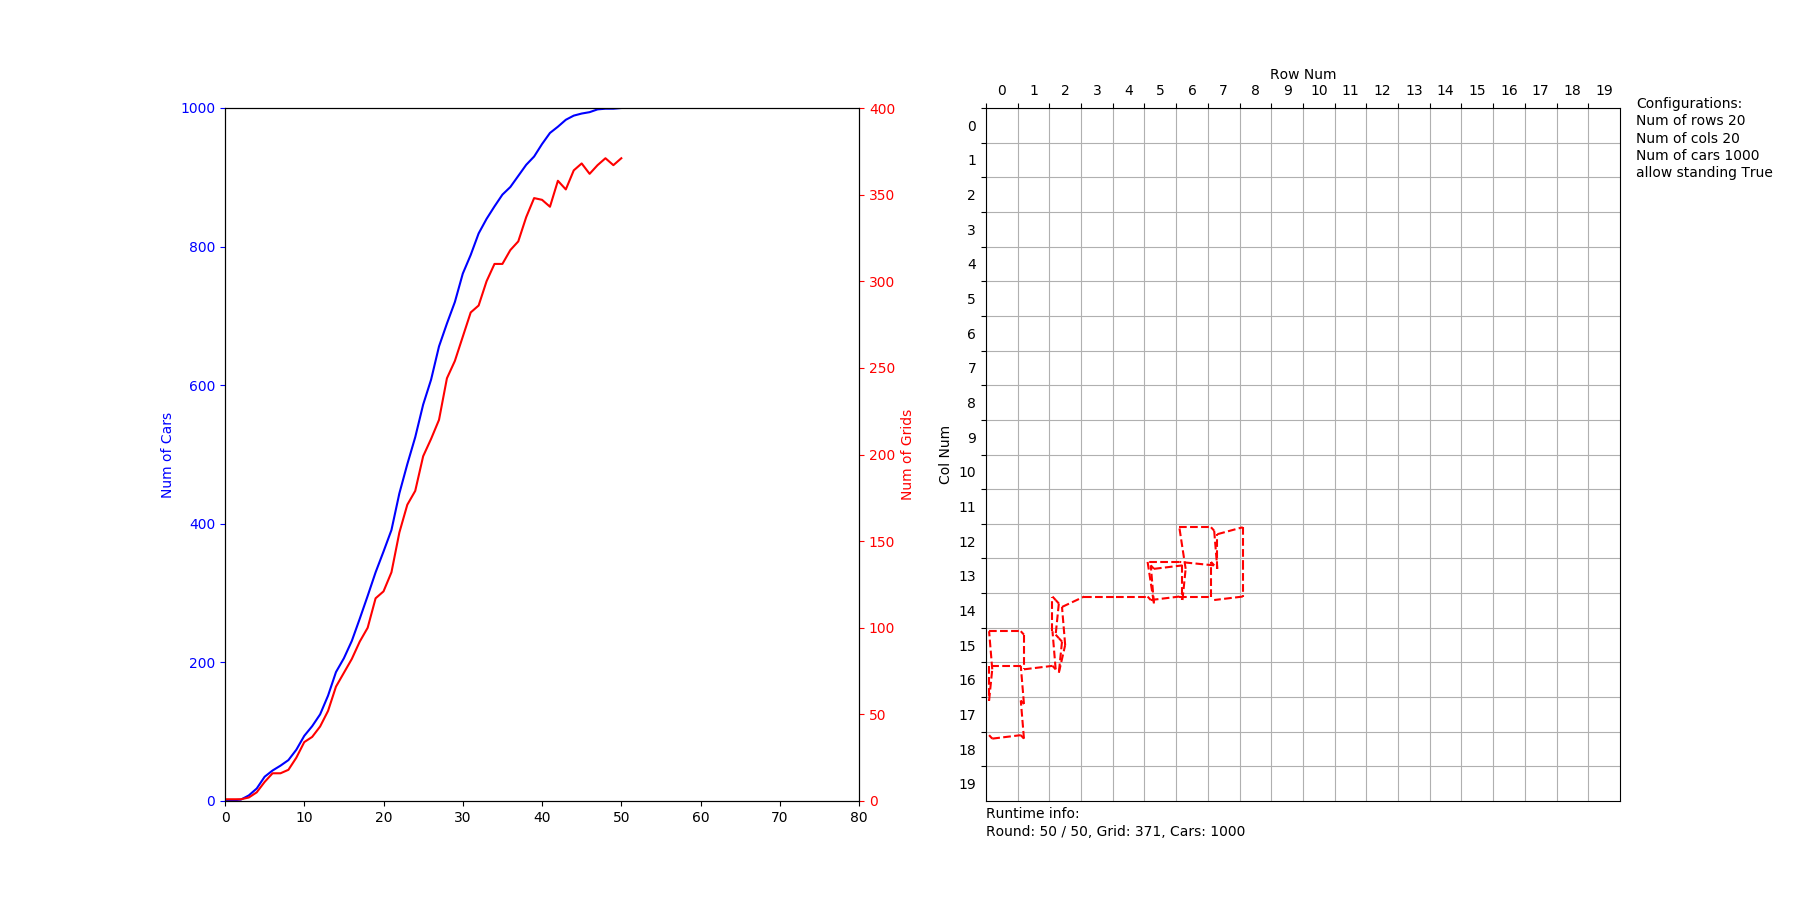 1000
800
600
400
200
0
Num of Cars
0 10 20 30 40 50 60 70 80
400
350
300
250
200
150
100
50
0
Num of Grids
Row Num
0 1 2 3 4 5 6 7 8 9 10 11 12 13 14 15 16 17 18 19
Col Num
0
1
2
3
4
5
6
7
8
9
10
11
12
13
14
15
16
17
18
19
Configurations:
Num of rows 20
Num of cols 20
Num of cars 1000
allow standing True
Runtime info:
Round: 50 / 50, Grid: 371, Cars: 1000